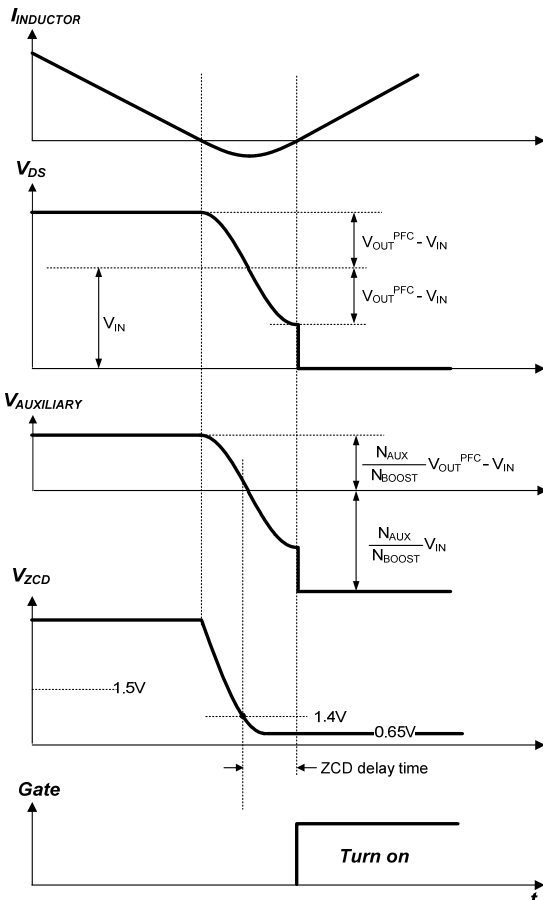 I_INDUCTOR
t
V_DS
V_OUT^PFC - V_IN
V_OUT^PFC - V_IN
V_IN
t
V_AUXILIARY
N_AUX
N_BOOST
V_OUT^PFC - V_IN
t
N_AUX
N_BOOST
V_IN
V_ZCD
1.5V
1.4V
0.65V
t
ZCD delay time
Gate
Turn on
t